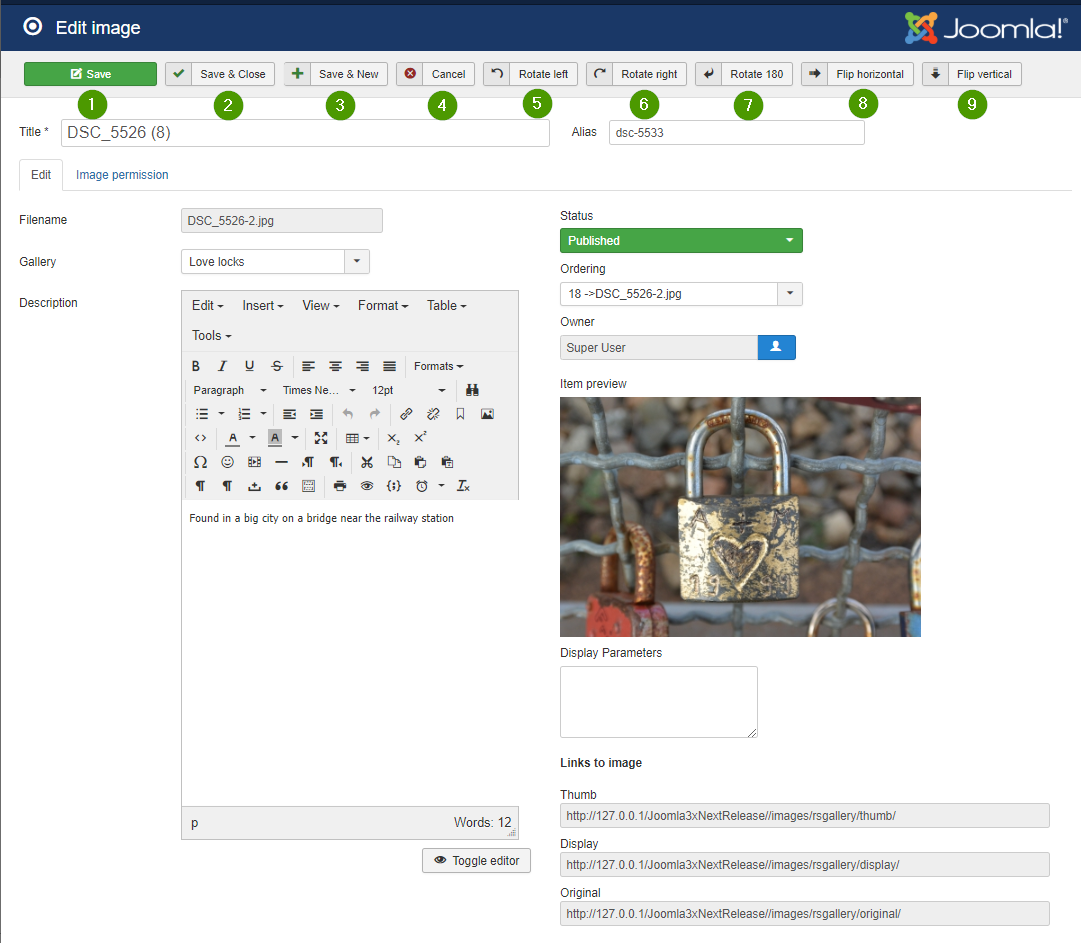 Edit image
Joomla!®
Save
Save & Close
Save & New
Cancel
Rotate left
Rotate right
Rotate 180
Flip horizontal
Flip vertical
1
2
3
4
5
6
7
8
9
Title *
DSC_5526 (8)
Alias
dsc-5533
Edit
Image permission
Filename
DSC_5526-2.jpg
Gallery
Love locks
Description
Edit
Insert
View
Format
Table
Tools
B I U S
Formats
Paragraph
Times Ne...
12pt
A
A
X₂
X²
Ω
Found in a big city on a bridge near the railway station
p
Words: 12
Toggle editor
Status
Published
Ordering
18 ->DSC_5526-2.jpg
Owner
Super User
Item preview
Display Parameters
Links to image
Thumb
http://127.0.0.1/Joomla3xNextRelease//images/rsgallery/thumb/
Display
http://127.0.0.1/Joomla3xNextRelease//images/rsgallery/display/
Original
http://127.0.0.1/Joomla3xNextRelease//images/rsgallery/original/